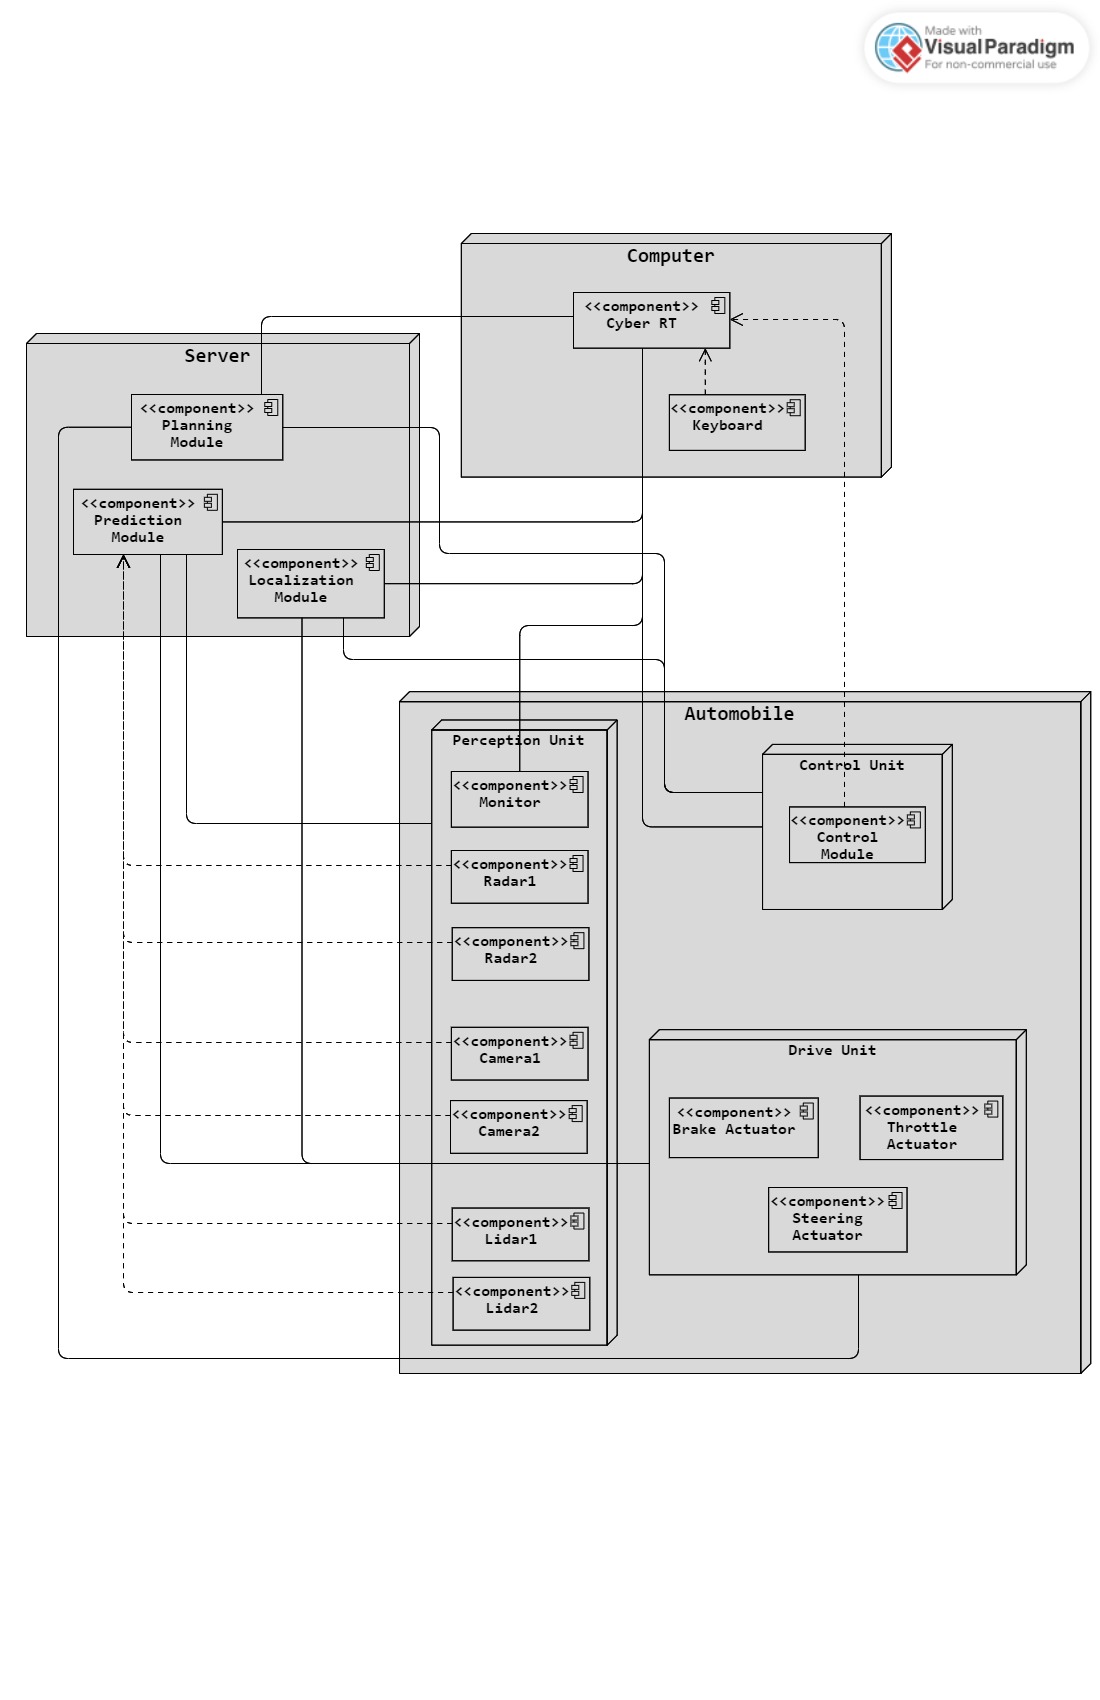 Made with
Visual Paradigm
For non-commercial use
Computer
<<component>>
Cyber RT
<<component>>
Keyboard
Server
<<component>>
Planning
Module
<<component>>
Prediction
Module
<<component>>
Localization
Module
Automobile
Perception Unit
<<component>>
Monitor
<<component>>
Radar1
<<component>>
Radar2
<<component>>
Camera1
<<component>>
Camera2
<<component>>
Lidar1
<<component>>
Lidar2
Control Unit
<<component>>
Control
Module
Drive Unit
<<component>>
Brake Actuator
<<component>>
Throttle
Actuator
<<component>>
Steering
Actuator